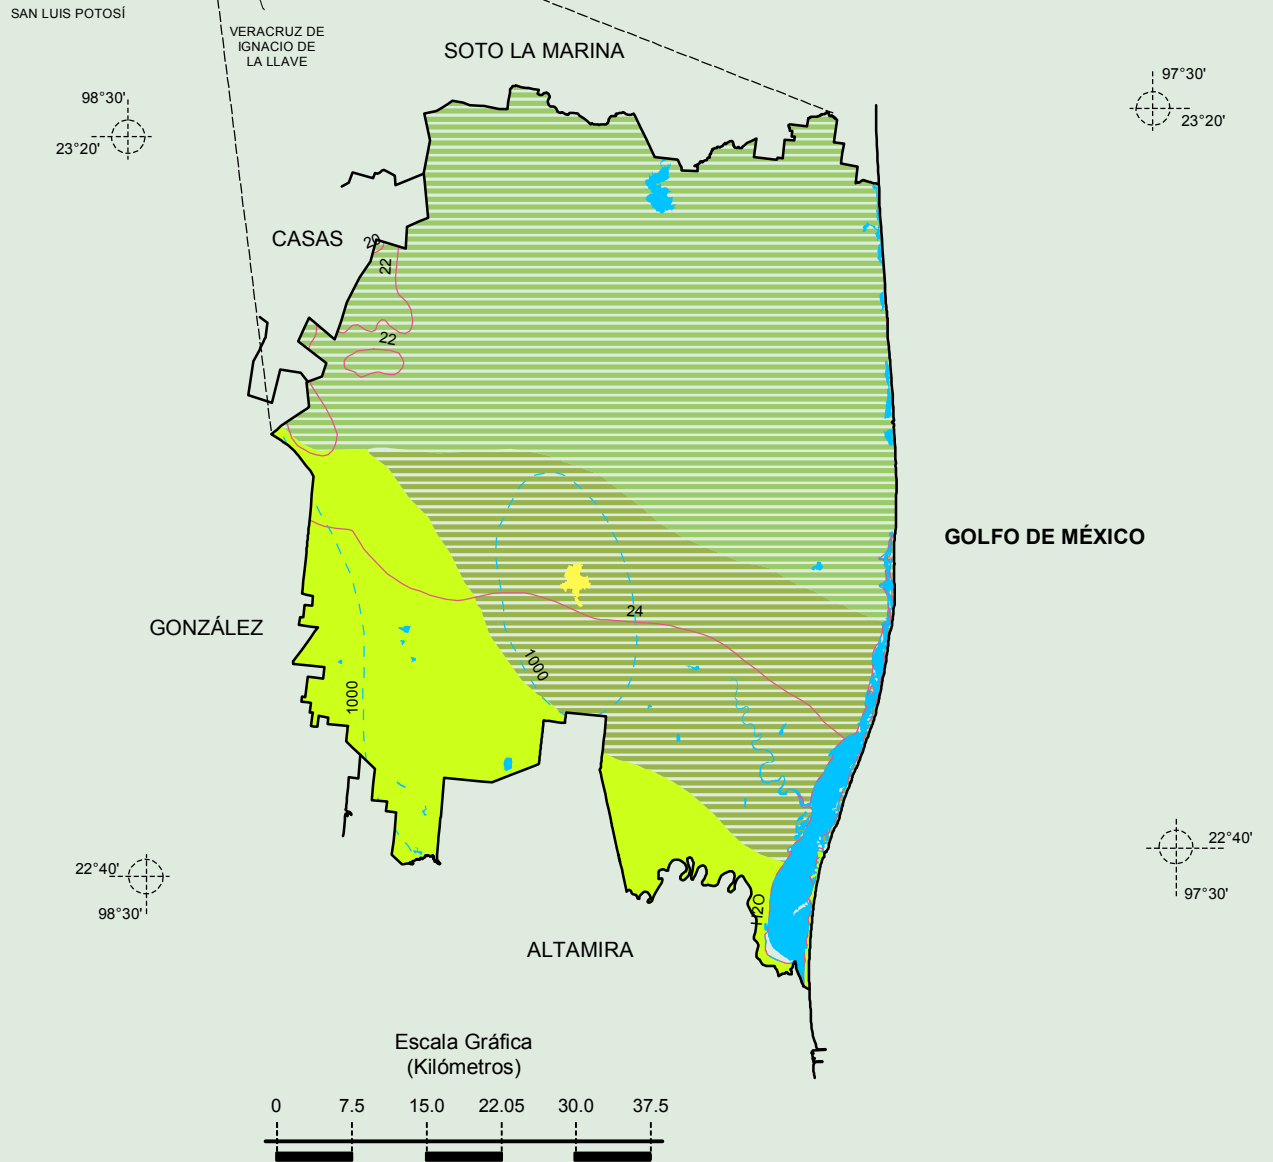 SAN LUIS POTOSÍ
VERACRUZ DE
IGNACIO DE
LA LLAVE
SOTO LA MARINA
98°30'
23°20'
97°30'
23°20'
CASAS
20
22
22
GOLFO DE MÉXICO
GONZÁLEZ
24
1000
1000
22°40'
98°30'
22°40'
97°30'
H2O
ALTAMIRA
Escala Gráfica
(Kilómetros)
0 7.5 15.0 22.05 30.0 37.5